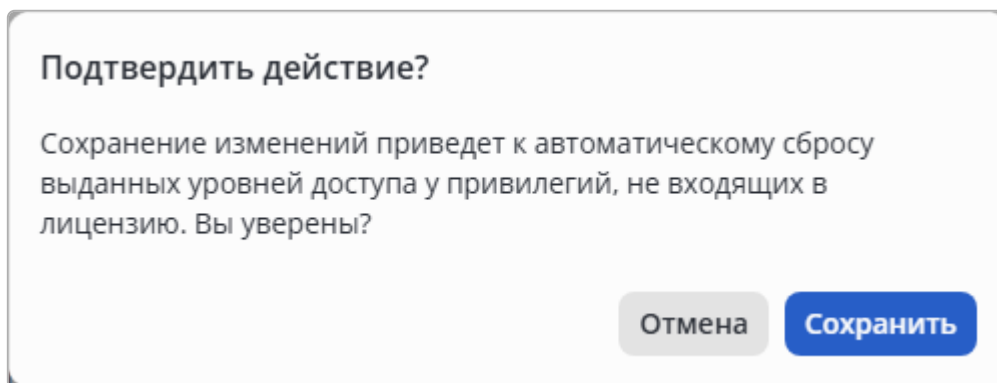 Подтвердить действие?
Сохранение изменений приведет к автоматическому сбросу
выданных уровней доступа у привилегий, не входящих в
лицензию. Вы уверены?
Отмена
Сохранить